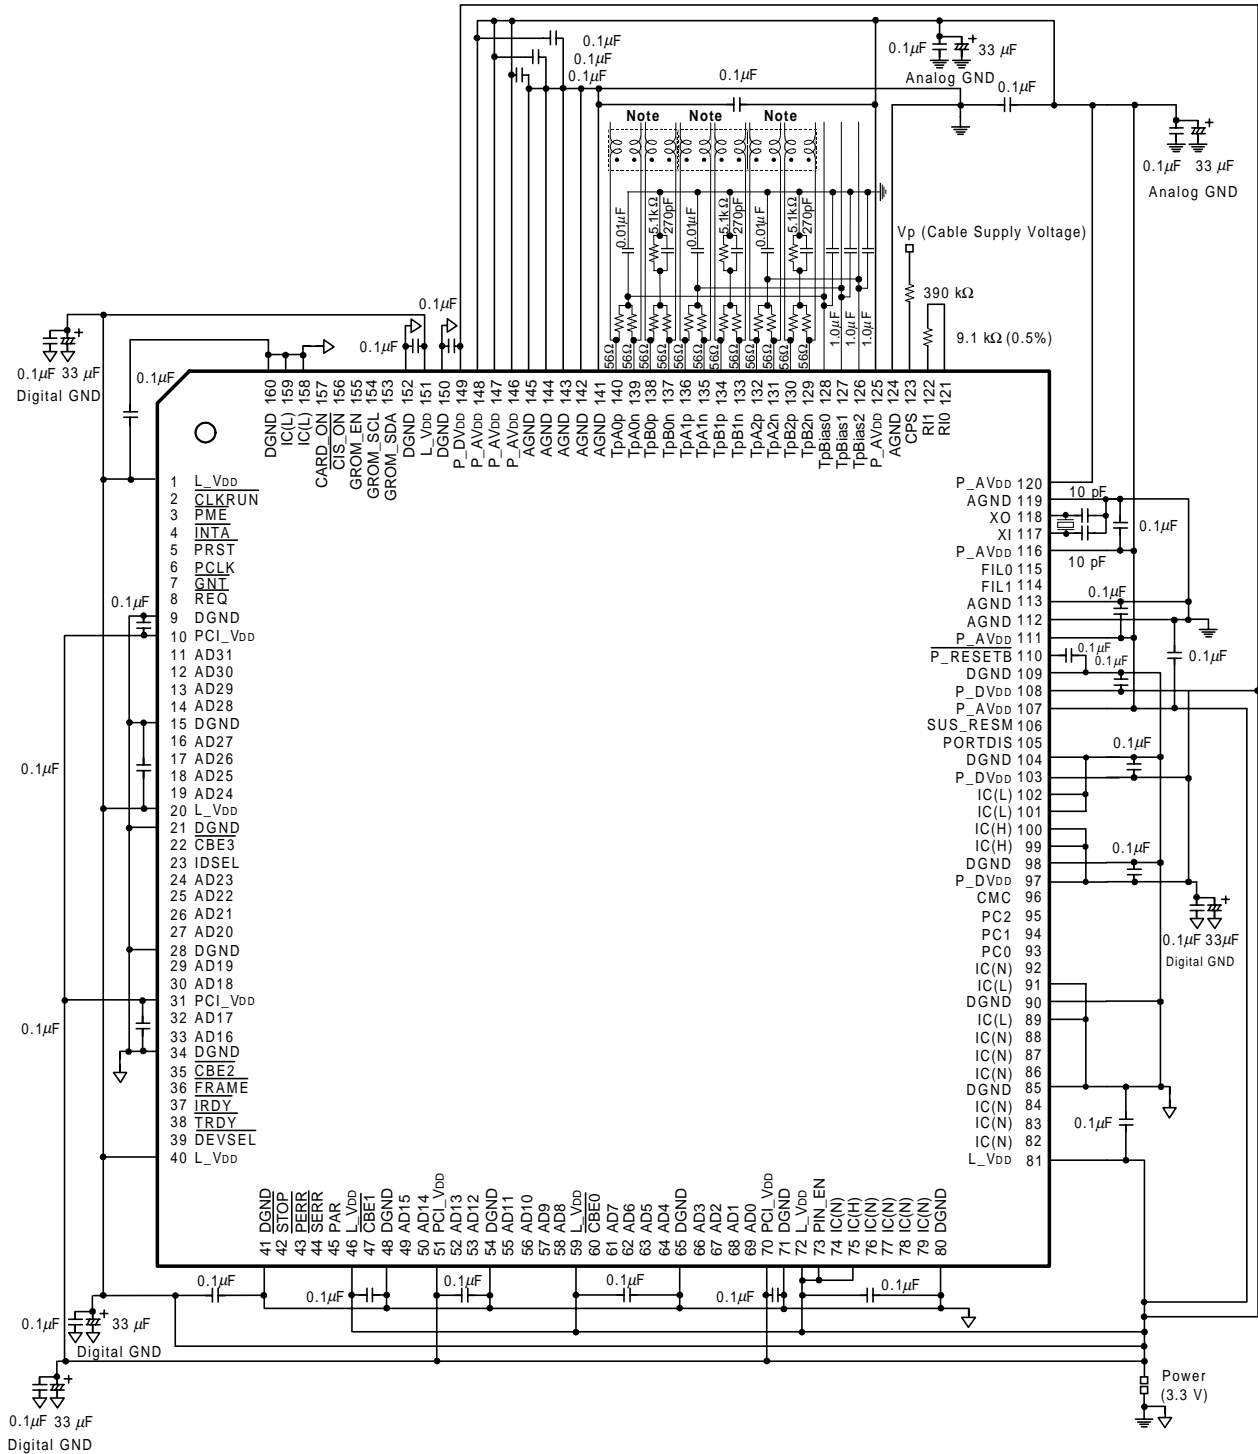 0.1µF
0.1µF
0.1µF
0.1µF
0.1µF 33 µF
Analog GND
0.1µF
0.1µF 33 µF
Analog GND
Note Note Note
0.01µF
5.1kΩ
270pF
0.01µF
5.1kΩ
270pF
0.01µF
5.1kΩ
270pF
1.0µF
1.0µF
1.0µF
56Ω
56Ω
56Ω
56Ω
56Ω
56Ω
56Ω
56Ω
56Ω
56Ω
56Ω
56Ω
Vp (Cable Supply Voltage)
390 kΩ
9.1 kΩ (0.5%)
0.1µF
0.1µF
0.1µF 33 µF
Digital GND
0.1µF
DGND 160
IC(L) 159
IC(L) 158
CARD_ON 157
CIS_ON 156
GROM_EN 155
GROM_SCL 154
GROM_SDA 153
DGND 152
L_VDD 151
DGND 150
P_DVDD 149
P_AVDD 148
P_AVDD 147
P_AVDD 146
AGND 145
AGND 144
AGND 143
AGND 142
AGND 141
TpA0p 140
TpA0n 139
TpB0p 138
TpB0n 137
TpA1p 136
TpA1n 135
TpB1p 134
TpB1n 133
TpA2p 132
TpA2n 131
TpB2p 130
TpB2n 129
TpBias0 128
TpBias1 127
TpBias2 126
P_AVDD 125
AGND 124
CPS 123
RI1 122
RI0 121
1 L_VDD
2 CLKRUN
3 PME
4 INTA
5 PRST
6 PCLK
7 GNT
8 REQ
9 DGND
10 PCI_VDD
11 AD31
12 AD30
13 AD29
14 AD28
15 DGND
16 AD27
17 AD26
18 AD25
19 AD24
20 L_VDD
21 DGND
22 CBE3
23 IDSEL
24 AD23
25 AD22
26 AD21
27 AD20
28 DGND
29 AD19
30 AD18
31 PCI_VDD
32 AD17
33 AD16
34 DGND
35 CBE2
36 FRAME
37 IRDY
38 TRDY
39 DEVSEL
40 L_VDD
0.1µF
0.1µF
0.1µF
P_AVDD 120
AGND 119
XO 118
XI 117
P_AVDD 116
FIL0 115
FIL1 114
AGND 113
AGND 112
P_AVDD 111
P_RESETB 110
DGND 109
P_DVDD 108
P_AVDD 107
SUS_RESM 106
PORTDIS 105
DGND 104
P_DVDD 103
IC(L) 102
IC(L) 101
IC(H) 100
IC(H) 99
DGND 98
P_DVDD 97
CMC 96
PC2 95
PC1 94
PC0 93
IC(N) 92
IC(L) 91
DGND 90
IC(L) 89
IC(N) 88
IC(N) 87
IC(N) 86
DGND 85
IC(N) 84
IC(N) 83
IC(N) 82
L_VDD 81
10 pF
0.1µF
10 pF
0.1µF
0.1µF
0.1µF
0.1µF
0.1µF
0.1µF
0.1µF 33µF
Digital GND
0.1µF
41 DGND
42 STOP
43 PERR
44 SERR
45 PAR
46 L_VDD
47 CBE1
48 DGND
49 AD15
50 AD14
51 PCI_VDD
52 AD13
53 AD12
54 DGND
55 AD11
56 AD10
57 AD9
58 AD8
59 L_VDD
60 CBE0
61 AD7
62 AD6
63 AD5
64 AD4
65 DGND
66 AD3
67 AD2
68 AD1
69 AD0
70 PCI_VDD
71 DGND
72 L_VDD
73 PIN_EN
74 IC(N)
75 IC(H)
76 IC(N)
77 IC(N)
78 IC(N)
79 IC(N)
80 DGND
0.1µF
0.1µF
0.1µF
0.1µF
0.1µF
0.1µF
0.1µF 33 µF
Digital GND
0.1µF 33 µF
Digital GND
Power
(3.3 V)